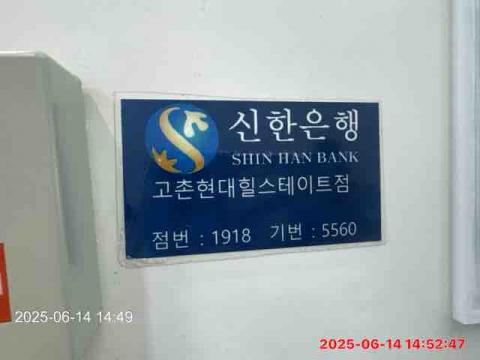 신한은행
SHIN HAN BANK
고촌현대힐스테이트점
점번 : 1918 기번 : 5560
2025-06-14 14:49
2025-06-14 14:52:47